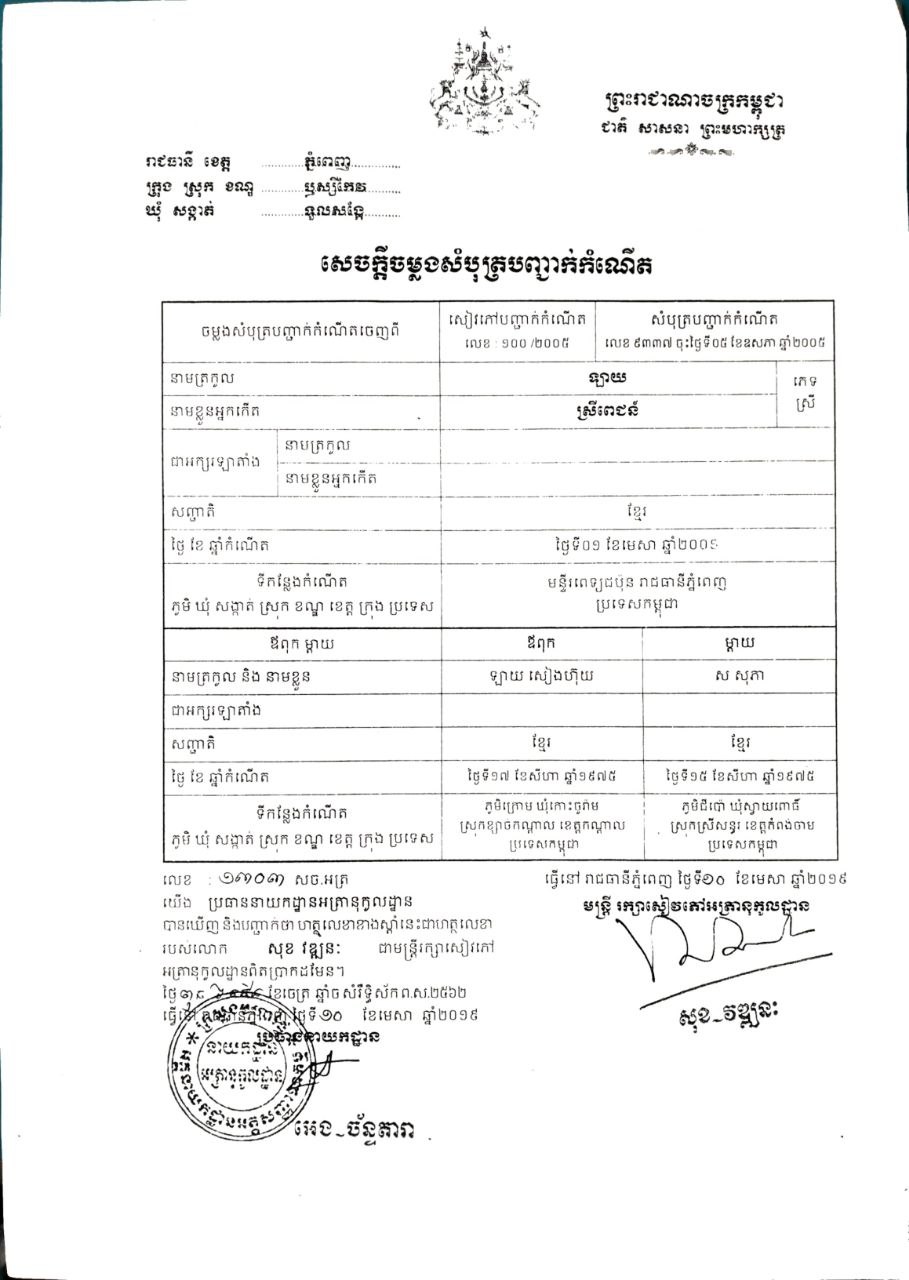 ព្រះរាជាណាចក្រកម្ពុជា
ជាតិ សាសនា ព្រះមហាក្សត្រ
រាជធានី ខេត្ត ............ភ្នំពេញ............
ក្រុង ស្រុក ខណ្ឌ ............ឫស្សីកែវ............
ឃុំ សង្កាត់ ............ទួលសង្កែ............
សេចក្តីចម្លងសំបុត្របញ្ជាក់កំណើត
ចម្លងសំបុត្របញ្ជាក់កំណើតចេញពី
សៀវភៅបញ្ជាក់កំណើត
លេខ : ១០០ /២០០៥
សំបុត្របញ្ជាក់កំណើត
លេខ ៩៣៣៧ ចុះថ្ងៃទី០៥ ខែឧសភា ឆ្នាំ២០០៥
នាមត្រកូល ឡាយ
ភេទ
ស្រី
នាមខ្លួនអ្នកកើត ស្រីពេជន៍
ជាអក្សរឡាតាំង
នាមត្រកូល
នាមខ្លួនអ្នកកើត
សញ្ជាតិ ខ្មែរ
ថ្ងៃ ខែ ឆ្នាំកំណើត ថ្ងៃទី០១ ខែមេសា
ទីកន្លែងកំណើត
ភូមិ ឃុំ សង្កាត់ ស្រុក ខណ្ឌ ខេត្ត ក្រុង ប្រទេស
មន្ទីរពេទ្យជប៉ុន រាជធានីភ្នំពេញ
ប្រទេសកម្ពុជា
ឪពុក ម្តាយ ឪពុក ម្តាយ
នាមត្រកូល និង នាមខ្លួន ឡាយ សៀងហ៊ុយ ស សុភា
ជាអក្សរឡាតាំង
សញ្ជាតិ ខ្មែរ ខ្មែរ
ថ្ងៃ ខែ ឆ្នាំកំណើត ថ្ងៃទី១៧ ខែសីហា ឆ្នាំ១៩៧៥ ថ្ងៃទី១៥ ខែសីហា ឆ្នាំ១៩៧៥
ទីកន្លែងកំណើត
ភូមិ ឃុំ សង្កាត់ ស្រុក ខណ្ឌ ខេត្ត ក្រុង ប្រទេស
ភូមិក្រោម ឃុំកោះចូរ៉ាម
ស្រុកខ្សាច់កណ្តាល ខេត្តកណ្តាល
ប្រទេសកម្ពុជា
ភូមិជីប៉ោ ឃុំស្វាយពោធិ៍
ស្រុកស្រីសន្ធរ ខេត្តកំពង់ចាម
ប្រទេសកម្ពុជា
លេខ : ១៣០៣ សច.អត្រ
យើង ប្រធាននាយកដ្ឋានអត្រានុកូលដ្ឋាន
បានឃើញ និងបញ្ជាក់ថា ហត្ថលេខាខាងស្តាំនេះជាហត្ថលេខា
របស់លោក សុខ វឌ្ឍនៈ ជាមន្ត្រីរក្សាសៀវភៅ
អត្រានុកូលដ្ឋានពិតប្រាកដមែន។
ខែចេត្រ ឆ្នាំច សំរឹទ្ធិស័ក ព.ស.២៥៦២
ធ្វើនៅ រាជធានីភ្នំពេញ ថ្ងៃទី១០ ខែមេសា ឆ្នាំ២០១៩
ប្រធាននាយកដ្ឋាន
នាយកដ្ឋាន
អត្រានុកូលដ្ឋាន
អេង_ច័ន្ទតារា
ធ្វើនៅ រាជធានីភ្នំពេញ ថ្ងៃទី១០ ខែមេសា ឆ្នាំ២០១៩
មន្ត្រី រក្សាសៀវភៅអត្រានុកូលដ្ឋាន
សុខ_វឌ្ឍនៈ